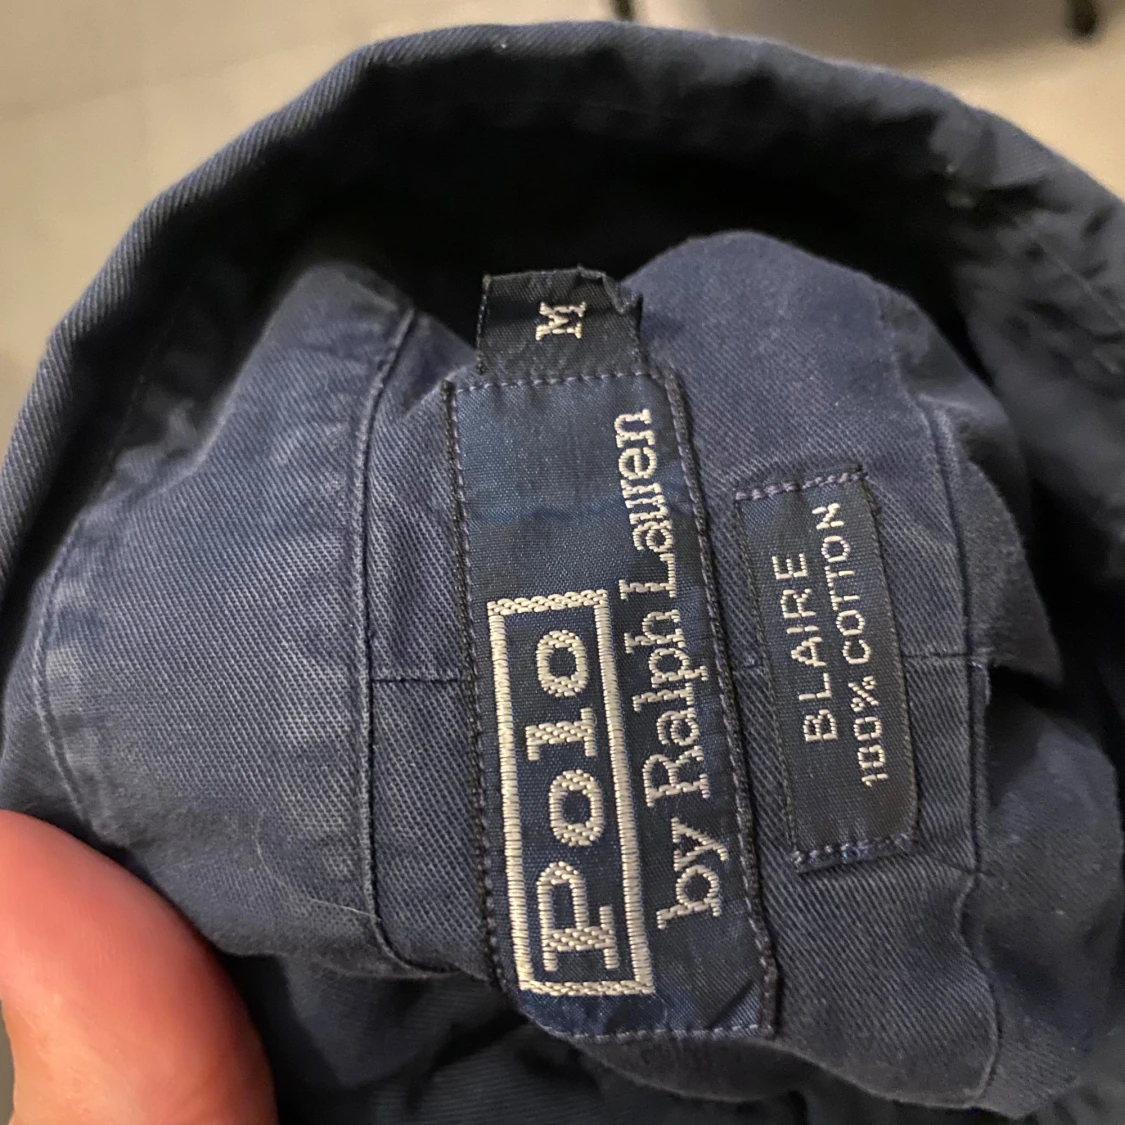 M
Polo
by Ralph Lauren
BLAIRE
100% COTTON